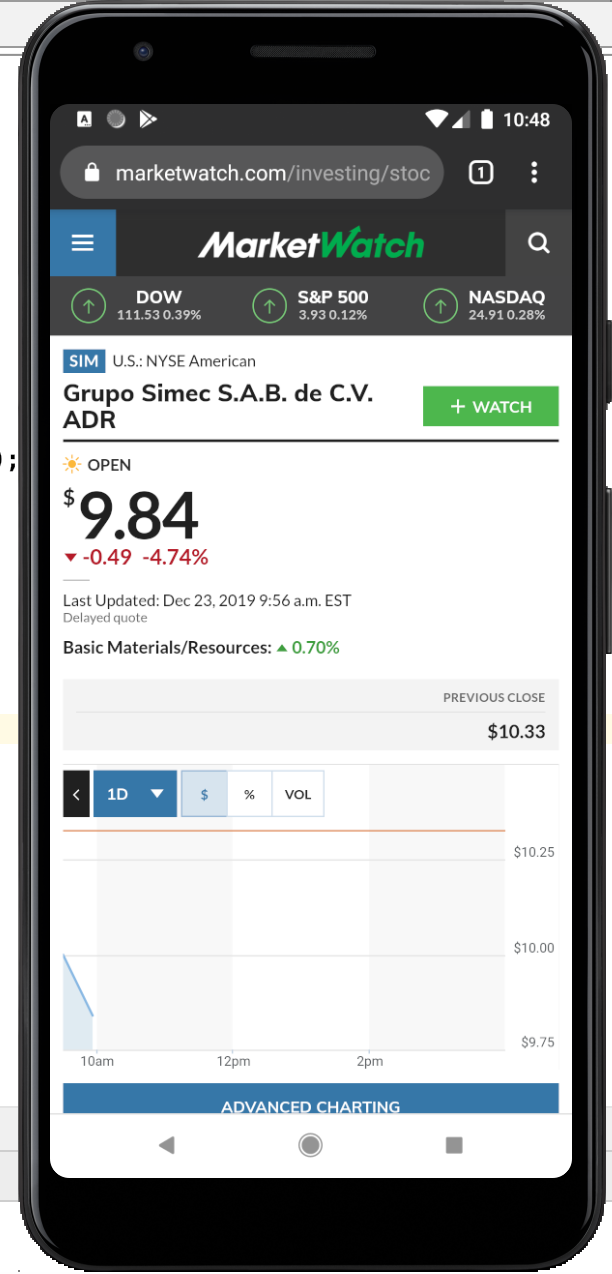 );
A
10:48
marketwatch.com/investing/stoc
1
MarketWatch
DOW
111.53 0.39%
S&P 500
3.93 0.12%
NASDAQ
24.91 0.28%
SIM U.S.: NYSE American
Grupo Simec S.A.B. de C.V.
ADR
+ WATCH
OPEN
$9.84
-0.49 -4.74%
Last Updated: Dec 23, 2019 9:56 a.m. EST
Delayed quote
Basic Materials/Resources: 0.70%
PREVIOUS CLOSE
$10.33
1D $ % VOL
$10.25
$10.00
$9.75
10am 12pm 2pm
ADVANCED CHARTING